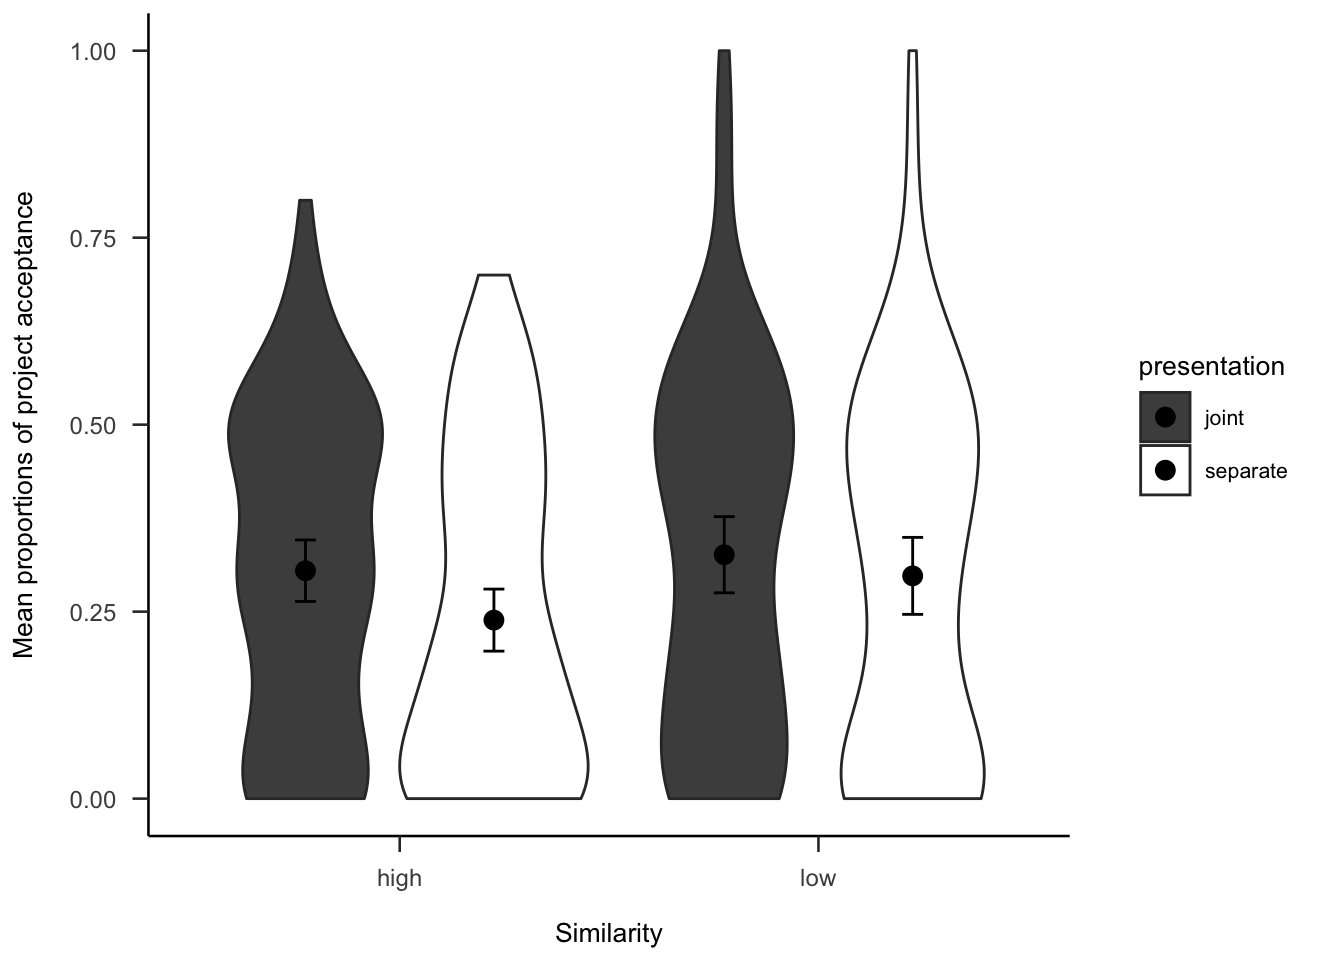 Mean proportions of project acceptance
1.00
0.75
0.50
0.25
0.00
high
low
Similarity
presentation
joint
separate